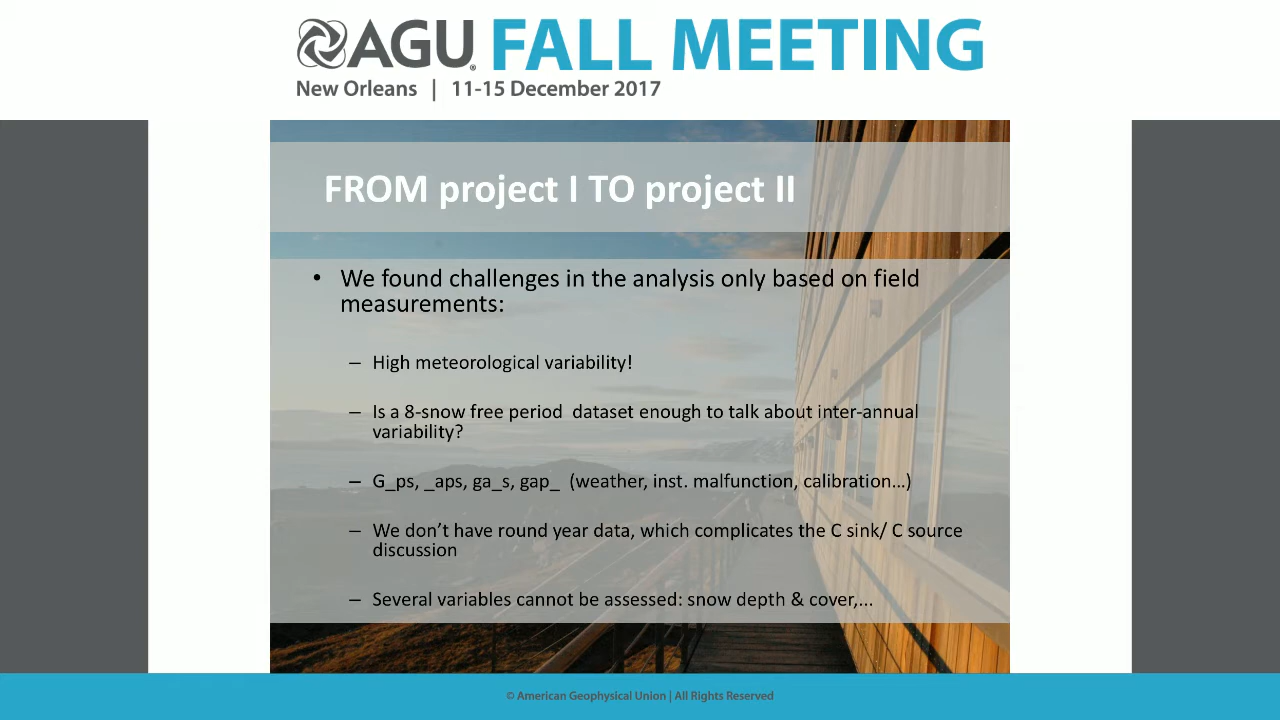 AGU FALL MEETING
New Orleans | 11-15 December 2017
FROM project I TO project II
• We found challenges in the analysis only based on field
measurements:
– High meteorological variability!
– Is a 8-snow free period dataset enough to talk about inter-annual
variability?
– G_ps, _aps, ga_s, gap_ (weather, inst. malfunction, calibration...)
– We don't have round year data, which complicates the C sink/ C source
discussion
– Several variables cannot be assessed: snow depth & cover,...
© American Geophysical Union | All Rights Reserved